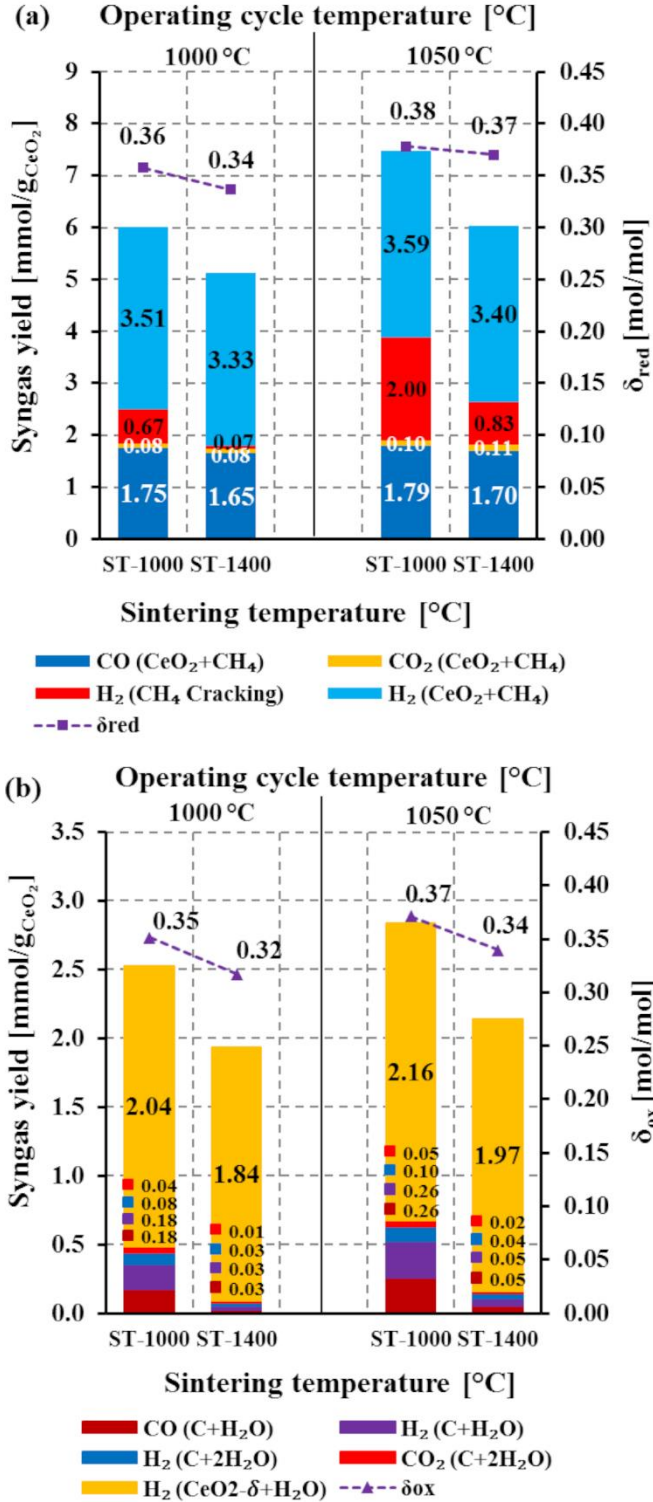 (a) Operating cycle temperature [°C]
1000 °C 1050 °C
Syngas yield [mmol/gCeO₂]
9
8
7
6
5
4
3
2
1
0
0.36 0.34 0.38 0.37
3.51 3.33 3.59 3.40
0.67 0.07 2.00 0.83
0.08 0.08 0.10 0.11
1.75 1.65 1.79 1.70
0.45
0.40
0.35
0.30
0.25
0.20
0.15
0.10
0.05
0.00
δred [mol/mol]
ST-1000 ST-1400 ST-1000 ST-1400
Sintering temperature [°C]
CO (CeO₂+CH₄) CO₂ (CeO₂+CH₄)
H₂ (CH₄ Cracking) H₂ (CeO₂+CH₄)
δred
(b) Operating cycle temperature [°C]
1000 °C 1050 °C
Syngas yield [mmol/gCeO₂]
3.5
3.0
2.5
2.0
1.5
1.0
0.5
0.0
0.35 0.32 0.37 0.34
2.04 1.84 2.16 1.97
0.04 0.01 0.05 0.02
0.08 0.03 0.10 0.04
0.18 0.03 0.26 0.05
0.18 0.03 0.26 0.05
0.45
0.40
0.35
0.30
0.25
0.20
0.15
0.10
0.05
0.00
δox [mol/mol]
ST-1000 ST-1400 ST-1000 ST-1400
Sintering temperature [°C]
CO (C+H₂O) H₂ (C+H₂O)
H₂ (C+2H₂O) CO₂ (C+2H₂O)
H₂ (CeO2-δ+H₂O) δox